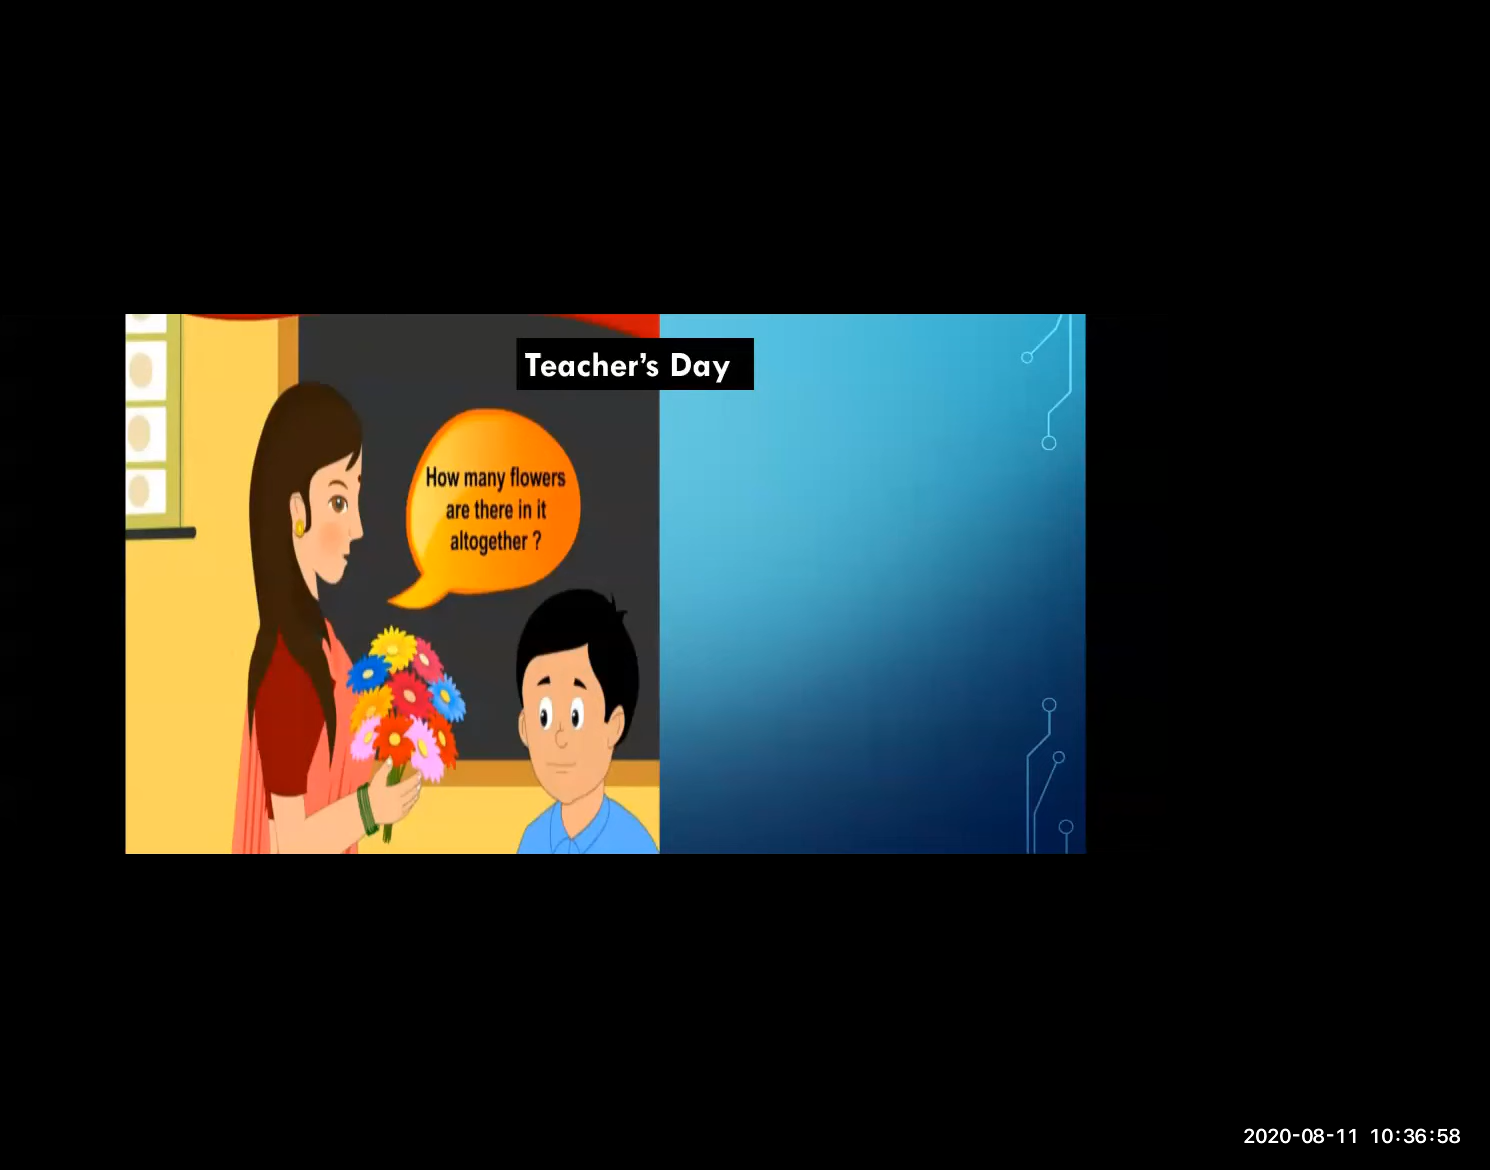 Teacher's Day
How many flowers
are there in it
altogether ?
2020-08-11 10:36:58